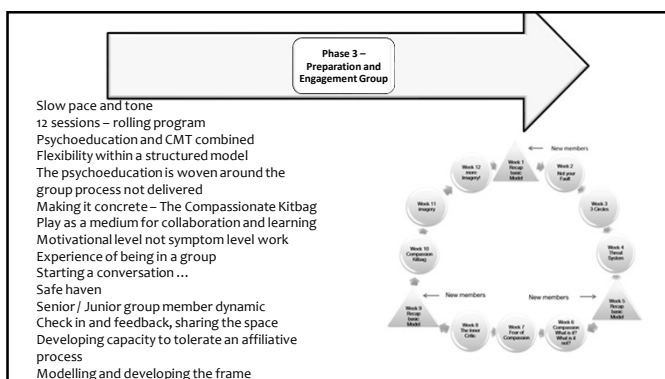 Phase 3 –
Preparation and
Engagement Group
Slow pace and tone
12 sessions – rolling program
Psychoeducation and CMT combined
Flexibility within a structured model
The psychoeducation is woven around the
group process not delivered
Making it concrete – The Compassionate Kitbag
Play as a medium for collaboration and learning
Motivational level not symptom level work
Experience of being in a group
Starting a conversation ...
Safe haven
Senior / Junior group member dynamic
Check in and feedback, sharing the space
Developing capacity to tolerate an affiliative
process
Modelling and developing the frame
New members
Week 1
Recap
basic
Model
Week 2
Not your
Fault
Week 3
3 Circles
Week 4
Threat
System
New members
Week 5
Recap
basic
Model
Week 6
Compassion
What is it?
What is it
not?
Week 7
Fear of
Compassion
Week 8
The Inner
Critic
New members
Week 9
Recap
basic
Model
Week 10
Compassion
Kitbag
Week 11
Imagery
Week 12
more
Imagery!